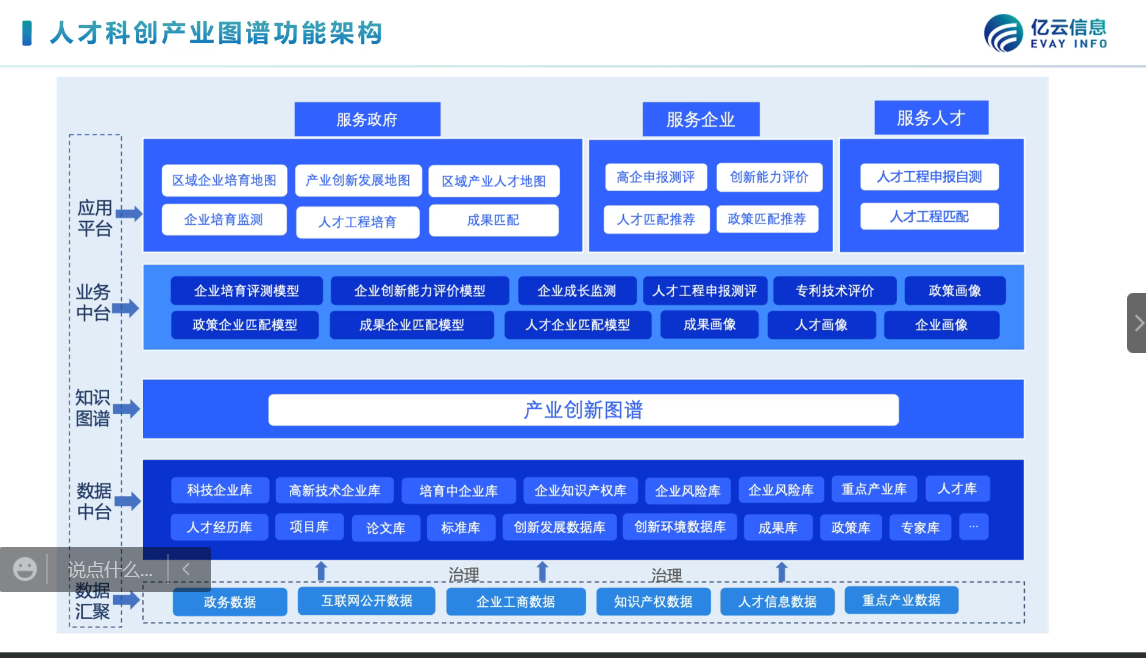 人才科创产业图谱功能架构
亿云信息
EVAY INFO
服务政府
服务企业
服务人才
应用
平台
区域企业培育地图
产业创新发展地图
区域产业人才地图
企业培育监测
人才工程培育
成果匹配
高企申报测评
创新能力评价
人才匹配推荐
政策匹配推荐
人才工程申报自测
人才工程匹配
业务
中台
企业培育评测模型
企业创新能力评价模型
企业成长监测
人才工程申报测评
专利技术评价
政策画像
政策企业匹配模型
成果企业匹配模型
人才企业匹配模型
成果画像
人才画像
企业画像
知识
图谱
产业创新图谱
数据
中台
科技企业库
高新技术企业库
培育中企业库
企业知识产权库
企业风险库
企业风险库
重点产业库
人才库
人才经历库
项目库
论文库
标准库
创新发展数据库
创新环境数据库
成果库
政策库
专家库
...
说点什么...
治理
治理
数据
汇聚
政务数据
互联网公开数据
企业工商数据
知识产权数据
人才信息数据
重点产业数据